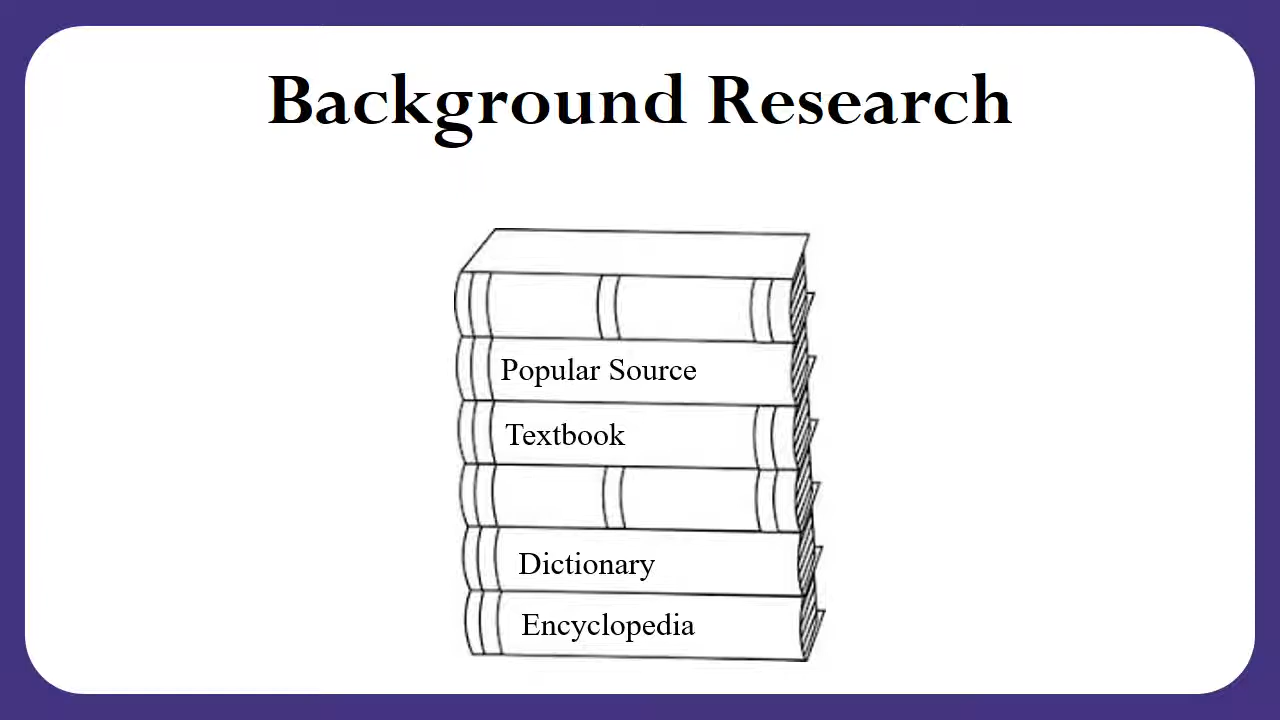 Background Research
Popular Source
Textbook
Dictionary
Encyclopedia